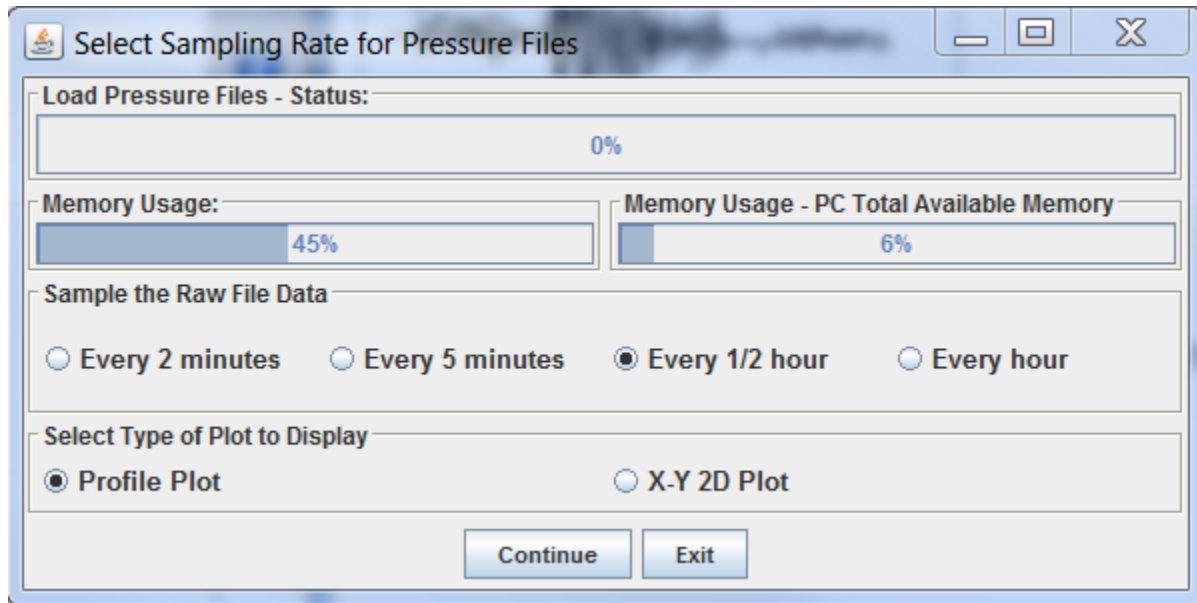 Select Sampling Rate for Pressure Files
Load Pressure Files - Status:
0%
Memory Usage:
45%
Memory Usage - PC Total Available Memory
6%
Sample the Raw File Data
Every 2 minutes Every 5 minutes Every 1/2 hour Every hour
Select Type of Plot to Display
Profile Plot X-Y 2D Plot
Continue Exit